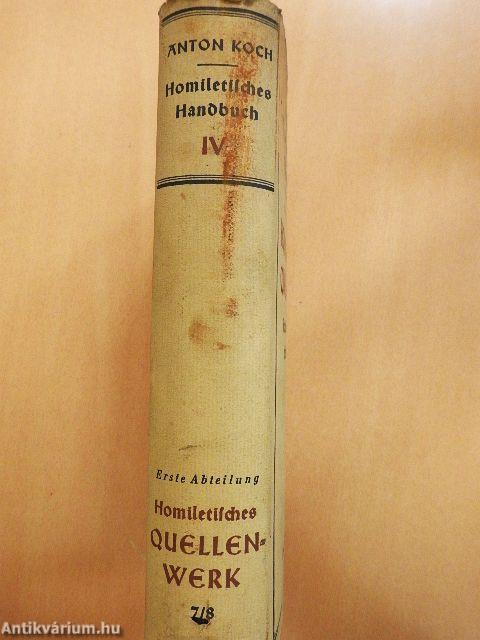 ANTON KOCH
Homiletisches
Handbuch
IV
Erste Abteilung
Homiletisches
QUELLEN-
WERK
7/8
Antikvárium.hu